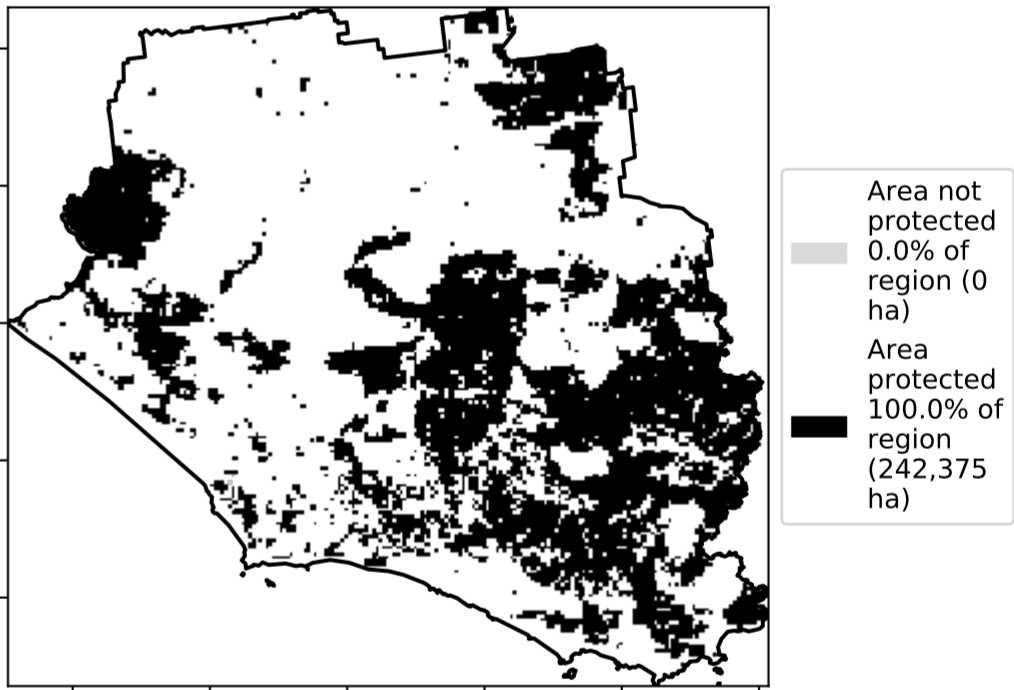 Area not
protected
0.0% of
region (0
ha)
Area
protected
100.0% of
region
(242,375
ha)